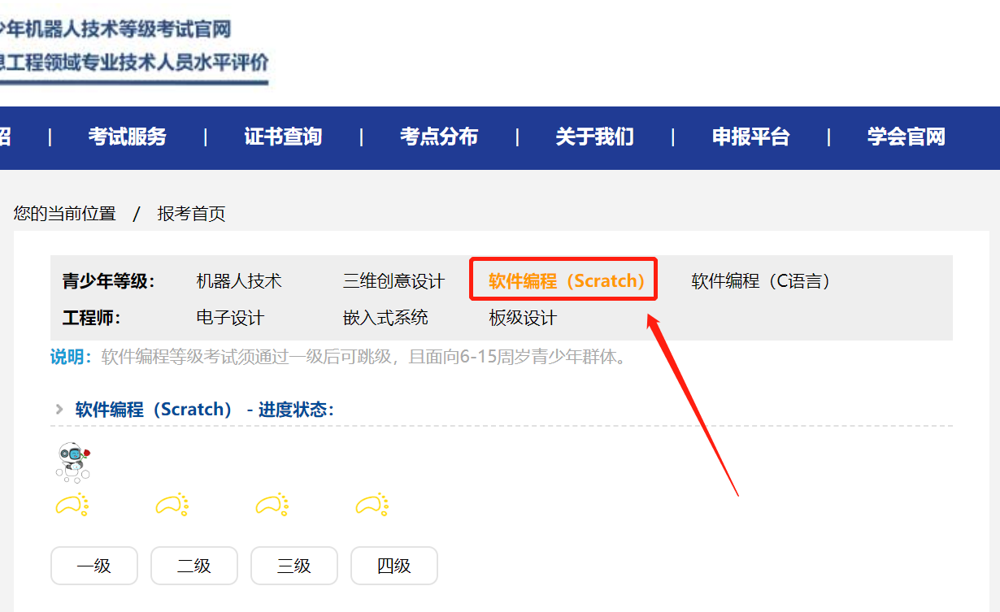 少年机器人技术等级考试官网
息工程领域专业技术人员水平评价
绍 | 考试服务 | 证书查询 | 考点分布 | 关于我们 | 申报平台 | 学会官网
您的当前位置 / 报考首页
青少年等级： 机器人技术 三维创意设计 软件编程（Scratch） 软件编程（C语言）
工程师： 电子设计 嵌入式系统 板级设计
说明：软件编程等级考试须通过一级后可跳级，且面向6-15周岁青少年群体。
软件编程（Scratch） - 进度状态：
一级 二级 三级 四级